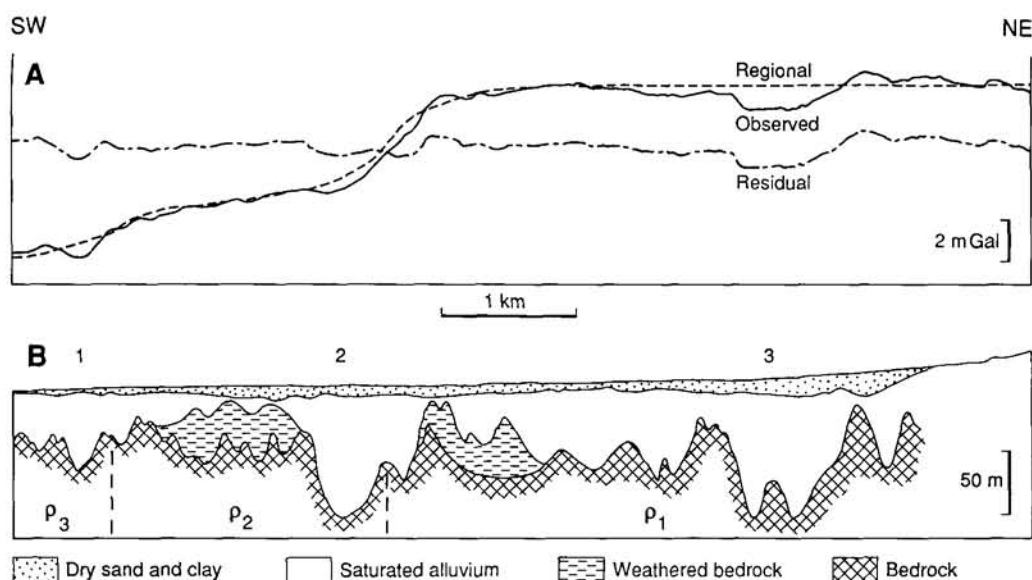 SW NE
A
Regional
Observed
Residual
2 mGal
1 km
B 1 2 3
50 m
ρ3 ρ2 ρ1
Dry sand and clay Saturated alluvium Weathered bedrock Bedrock